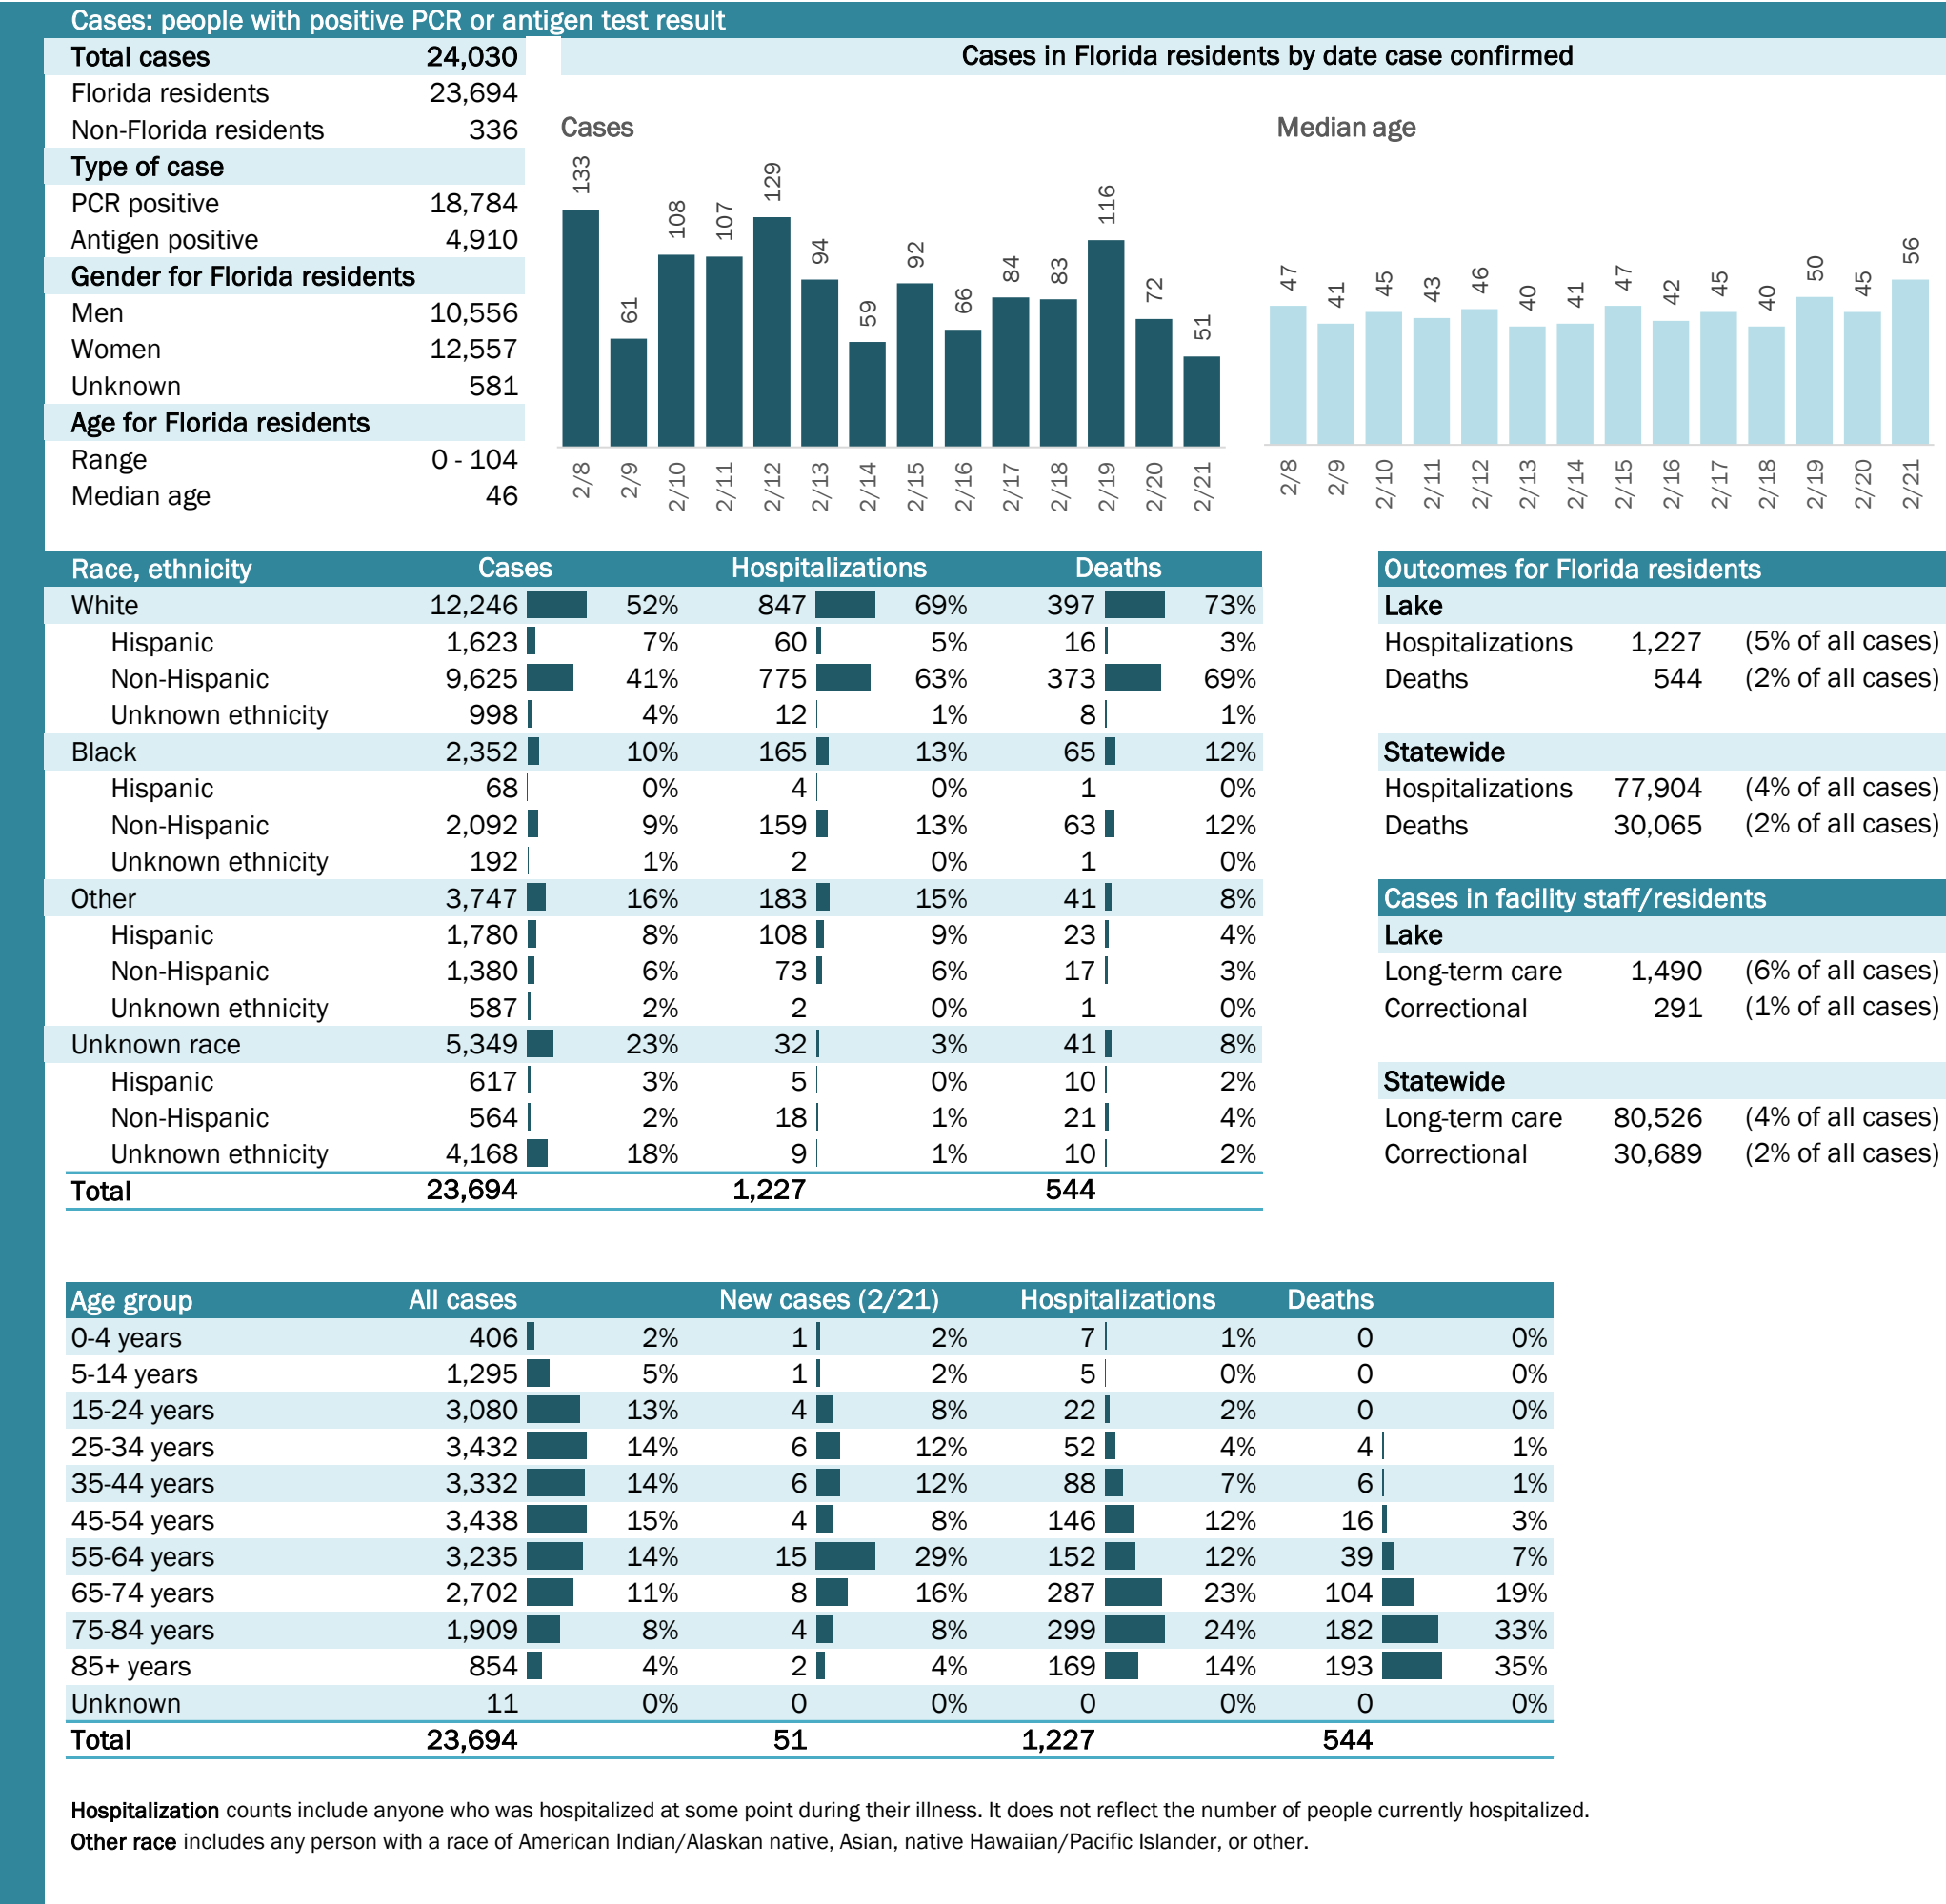 Cases: people with positive PCR or antigen test result
Total cases 24,030
Florida residents 23,694
Non-Florida residents 336
Type of case
PCR positive 18,784
Antigen positive 4,910
Gender for Florida residents
Men 10,556
Women 12,557
Unknown 581
Age for Florida residents
Range 0 - 104
Median age 46
Cases in Florida residents by date case confirmed
Cases
133 61 108 107 129 94 59 92 66 84 83 116 72 51
2/8 2/9 2/10 2/11 2/12 2/13 2/14 2/15 2/16 2/17 2/18 2/19 2/20 2/21
Median age
47 41 45 43 46 40 41 47 42 45 40 50 45 56
2/8 2/9 2/10 2/11 2/12 2/13 2/14 2/15 2/16 2/17 2/18 2/19 2/20 2/21
Race, ethnicity Cases Hospitalizations Deaths
White 12,246 52% 847 69% 397 73%
Hispanic 1,623 7% 60 5% 16 3%
Non-Hispanic 9,625 41% 775 63% 373 69%
Unknown ethnicity 998 4% 12 1% 8 1%
Black 2,352 10% 165 13% 65 12%
Hispanic 68 0% 4 0% 1 0%
Non-Hispanic 2,092 9% 159 13% 63 12%
Unknown ethnicity 192 1% 2 0% 1 0%
Other 3,747 16% 183 15% 41 8%
Hispanic 1,780 8% 108 9% 23 4%
Non-Hispanic 1,380 6% 73 6% 17 3%
Unknown ethnicity 587 2% 2 0% 1 0%
Unknown race 5,349 23% 32 3% 41 8%
Hispanic 617 3% 5 0% 10 2%
Non-Hispanic 564 2% 18 1% 21 4%
Unknown ethnicity 4,168 18% 9 1% 10 2%
Total 23,694 1,227 544
Outcomes for Florida residents
Lake
Hospitalizations 1,227 (5% of all cases)
Deaths 544 (2% of all cases)
Statewide
Hospitalizations 77,904 (4% of all cases)
Deaths 30,065 (2% of all cases)
Cases in facility staff/residents
Lake
Long-term care 1,490 (6% of all cases)
Correctional 291 (1% of all cases)
Statewide
Long-term care 80,526 (4% of all cases)
Correctional 30,689 (2% of all cases)
Age group All cases New cases (2/21) Hospitalizations Deaths
0-4 years 406 2% 1 2% 7 1% 0 0%
5-14 years 1,295 5% 1 2% 5 0% 0 0%
15-24 years 3,080 13% 4 8% 22 2% 0 0%
25-34 years 3,432 14% 6 12% 52 4% 4 1%
35-44 years 3,332 14% 6 12% 88 7% 6 1%
45-54 years 3,438 15% 4 8% 146 12% 16 3%
55-64 years 3,235 14% 15 29% 152 12% 39 7%
65-74 years 2,702 11% 8 16% 287 23% 104 19%
75-84 years 1,909 8% 4 8% 299 24% 182 33%
85+ years 854 4% 2 4% 169 14% 193 35%
Unknown 11 0% 0 0% 0 0% 0 0%
Total 23,694 51 1,227 544
Hospitalization counts include anyone who was hospitalized at some point during their illness. It does not reflect the number of people currently hospitalized.
Other race includes any person with a race of American Indian/Alaskan native, Asian, native Hawaiian/Pacific Islander, or other.